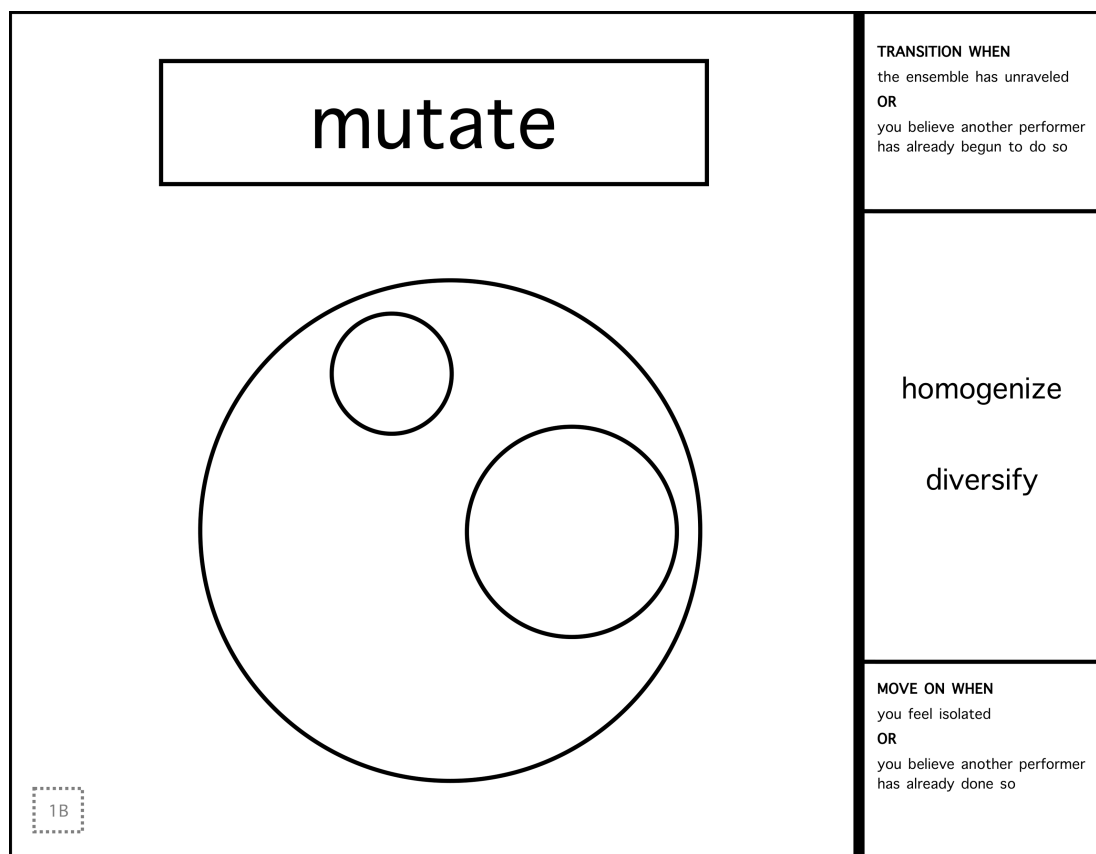 mutate
1B
TRANSITION WHEN
the ensemble has unraveled
OR
you believe another performer
has already begun to do so
homogenize
diversify
MOVE ON WHEN
you feel isolated
OR
you believe another performer
has already done so